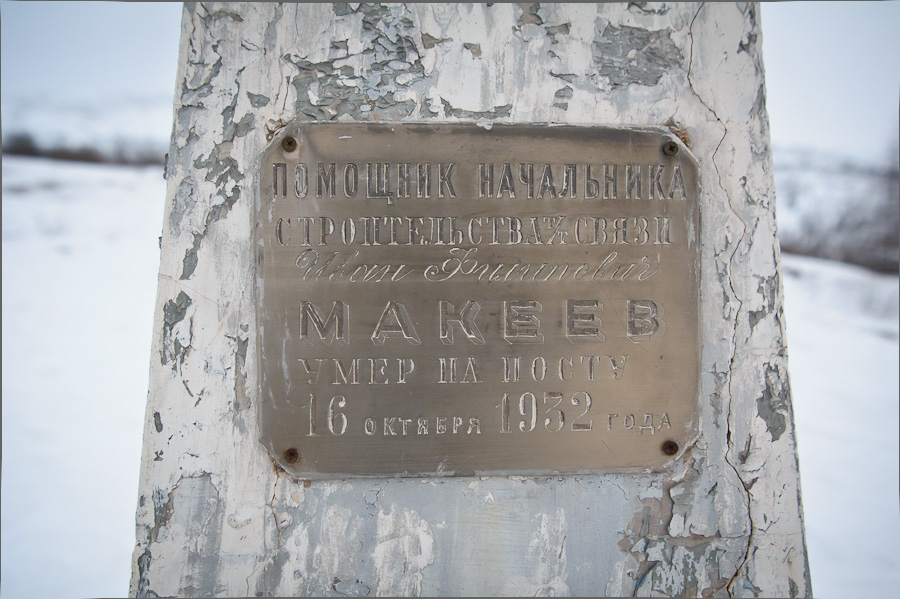 ПОМОЩНИК НАЧАЛЬНИКА
СТРОИТЕЛЬСТВА СВЯЗИ
Иван Филиппович
МАКЕЕВ
УМЕР НА ПОСТУ
16 ОКТЯБРЯ 1932 ГОДА